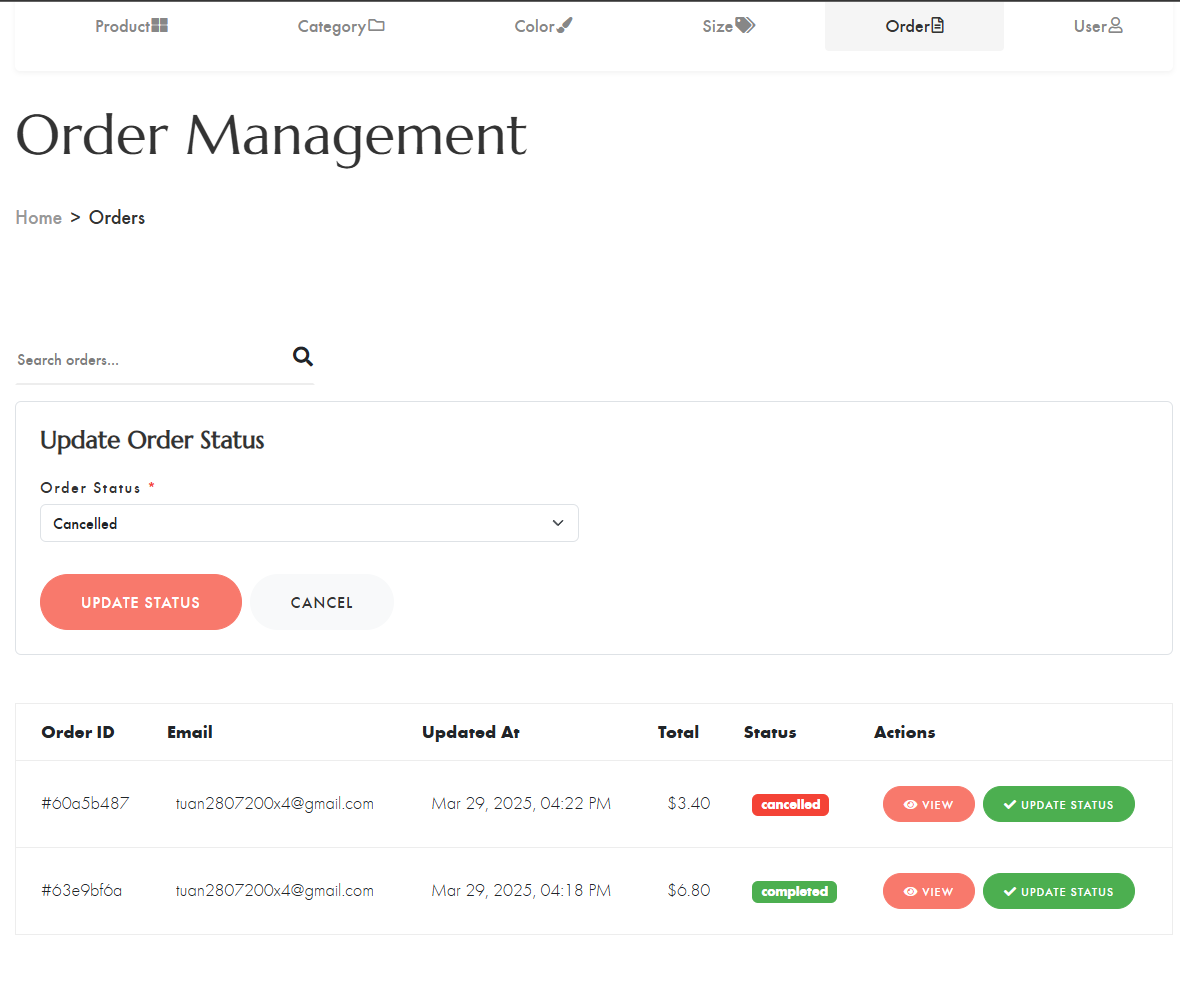 Product Category Color Size Order User
Order Management
Home > Orders
Search orders...
Update Order Status
Order Status *
Cancelled
UPDATE STATUS CANCEL
Order ID Email Updated At Total Status Actions
#60a5b487 tuan2807200x4@gmail.com Mar 29, 2025, 04:22 PM $3.40 cancelled VIEW UPDATE STATUS
#63e9bf6a tuan2807200x4@gmail.com Mar 29, 2025, 04:18 PM $6.80 completed VIEW UPDATE STATUS